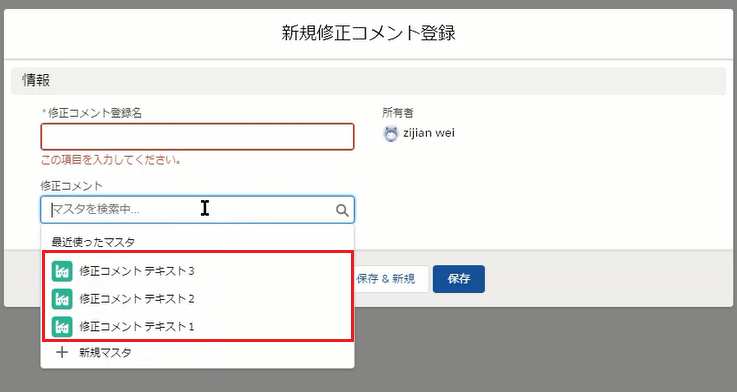 新規修正コメント登録
情報
*修正コメント登録名
所有者
zijian wei
この項目を入力してください。
修正コメント
マスタを検索中...
最近使ったマスタ
修正コメント テキスト3
修正コメント テキスト2
修正コメント テキスト1
新規マスタ
保存 & 新規
保存